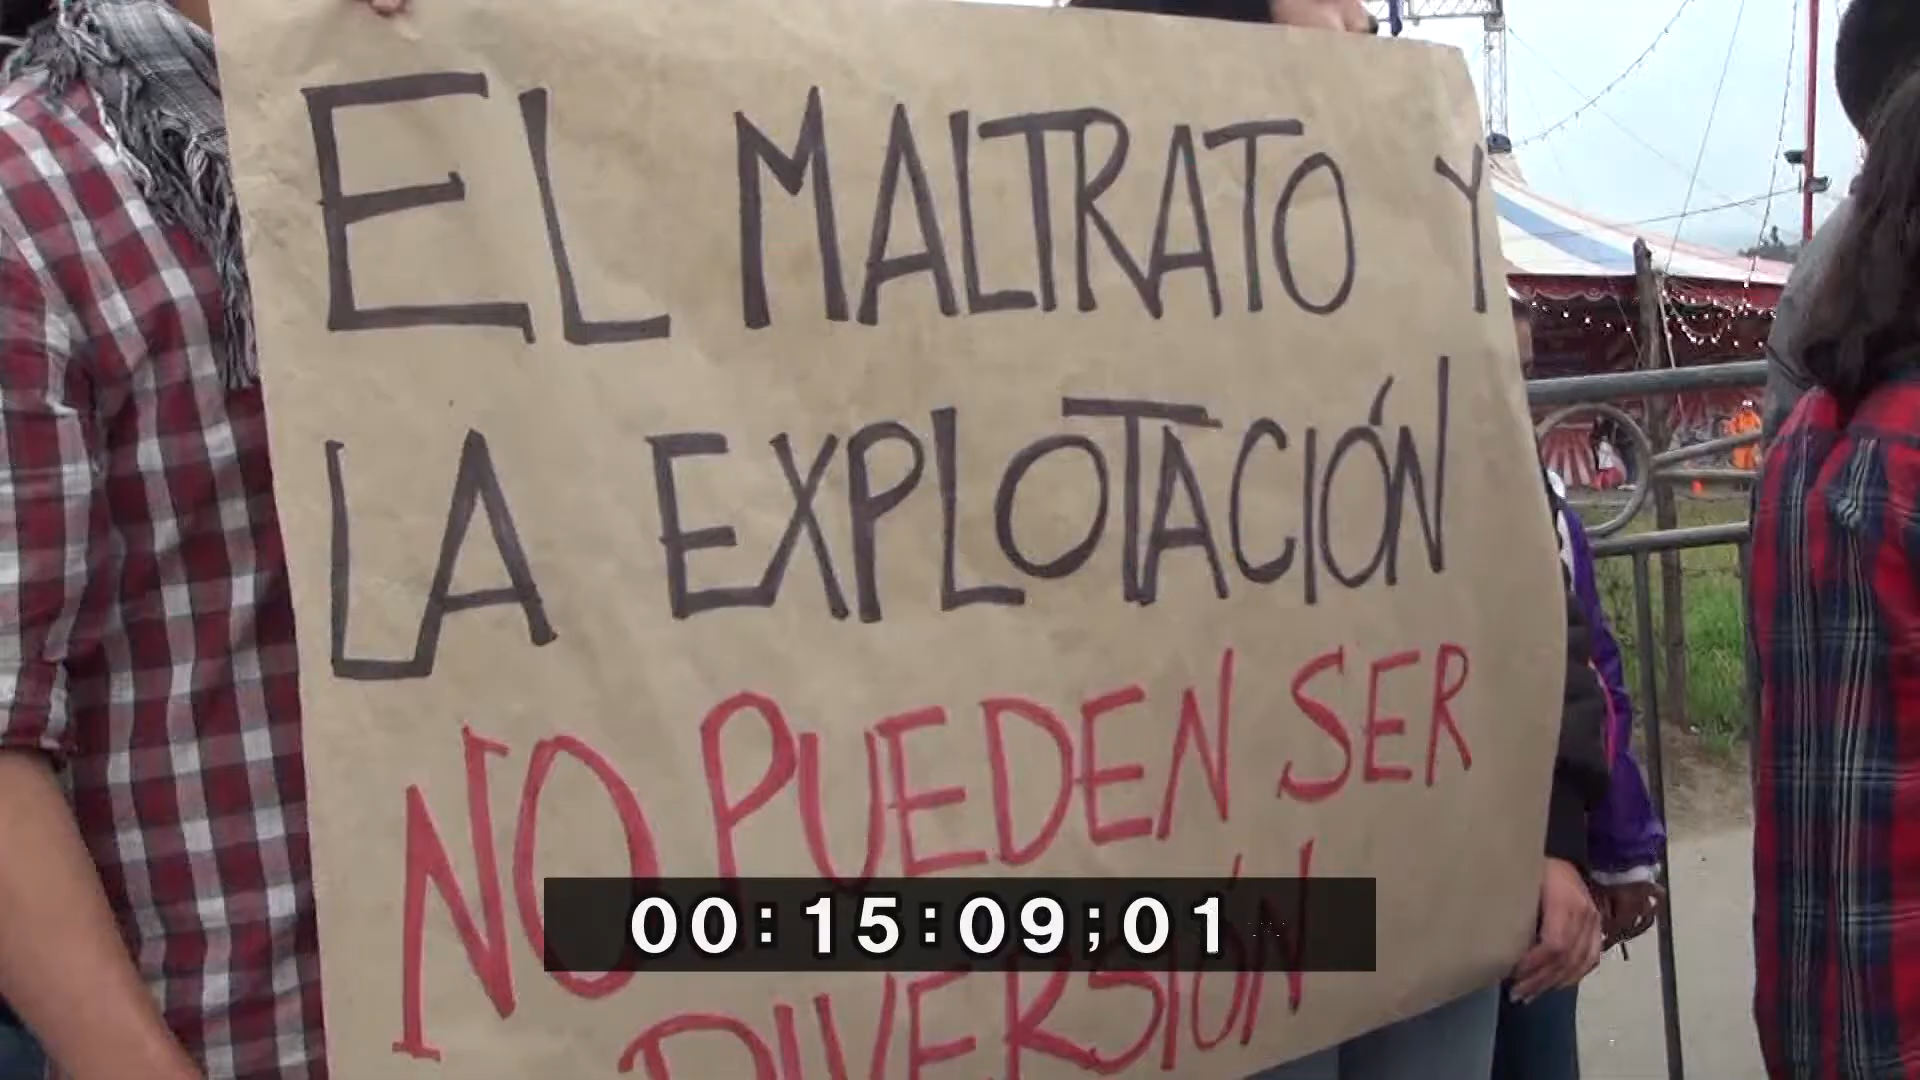 EL MALTRATO Y
LA EXPLOTACIÓN
NO PUEDEN SER
DIVERSIÓN
00:15:09;01